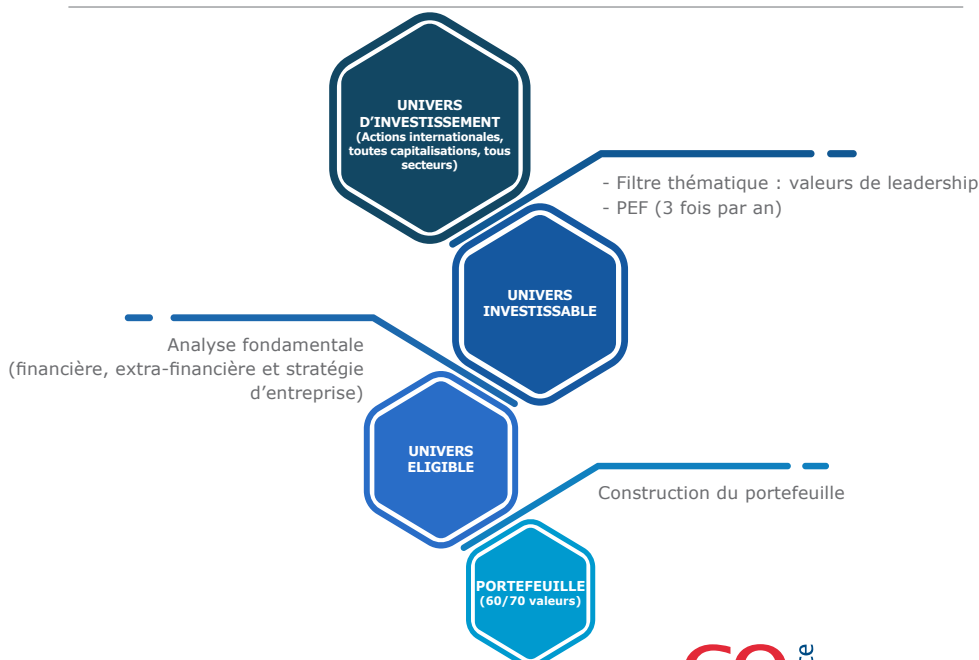 UNIVERS
D'INVESTISSEMENT
(Actions internationales,
toutes capitalisations, tous
secteurs)
- Filtre thématique : valeurs de leadership
- PEF (3 fois par an)
UNIVERS
INVESTISSABLE
Analyse fondamentale
(financière, extra-financière et stratégie
d'entreprise)
UNIVERS
ELIGIBLE
Construction du portefeuille
PORTEFEUILLE
(60/70 valeurs)